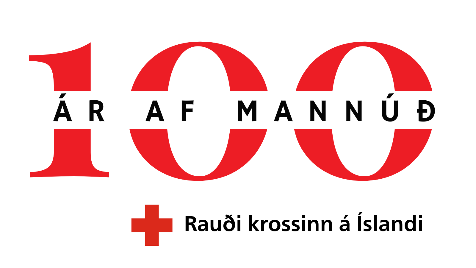 100
ÁR AF MANNÚÐ
Rauði krossinn á Íslandi